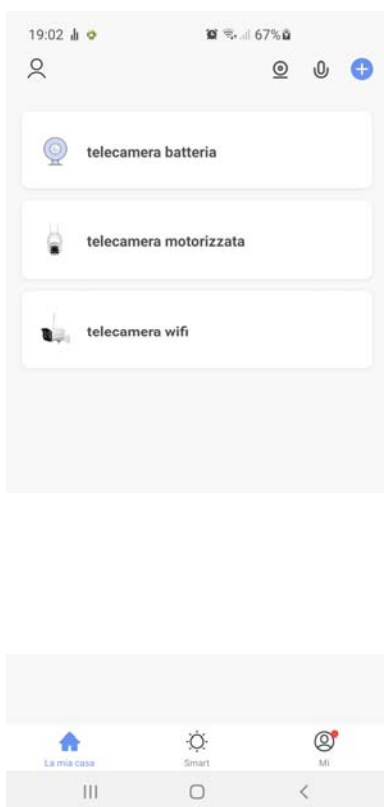 19:02
67%
telecamera batteria
telecamera motorizzata
telecamera wifi
La mia casa
Smart
Mi